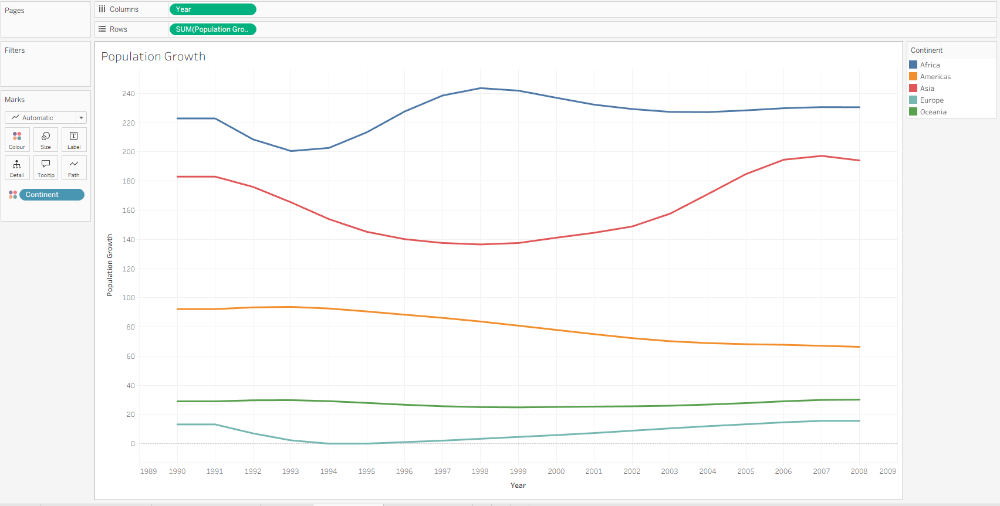 Pages
Columns
Year
Rows
SUM(Population Gro..
Filters
Marks
Automatic
Colour
Size
Label
Detail
Tooltip
Path
Continent
Population Growth
240
220
200
180
160
140
120
100
80
60
40
20
0
Population Growth
1989 1990 1991 1992 1993 1994 1995 1996 1997 1998 1999 2000 2001 2002 2003 2004 2005 2006 2007 2008 2009
Year
Continent
Africa
Americas
Asia
Europe
Oceania